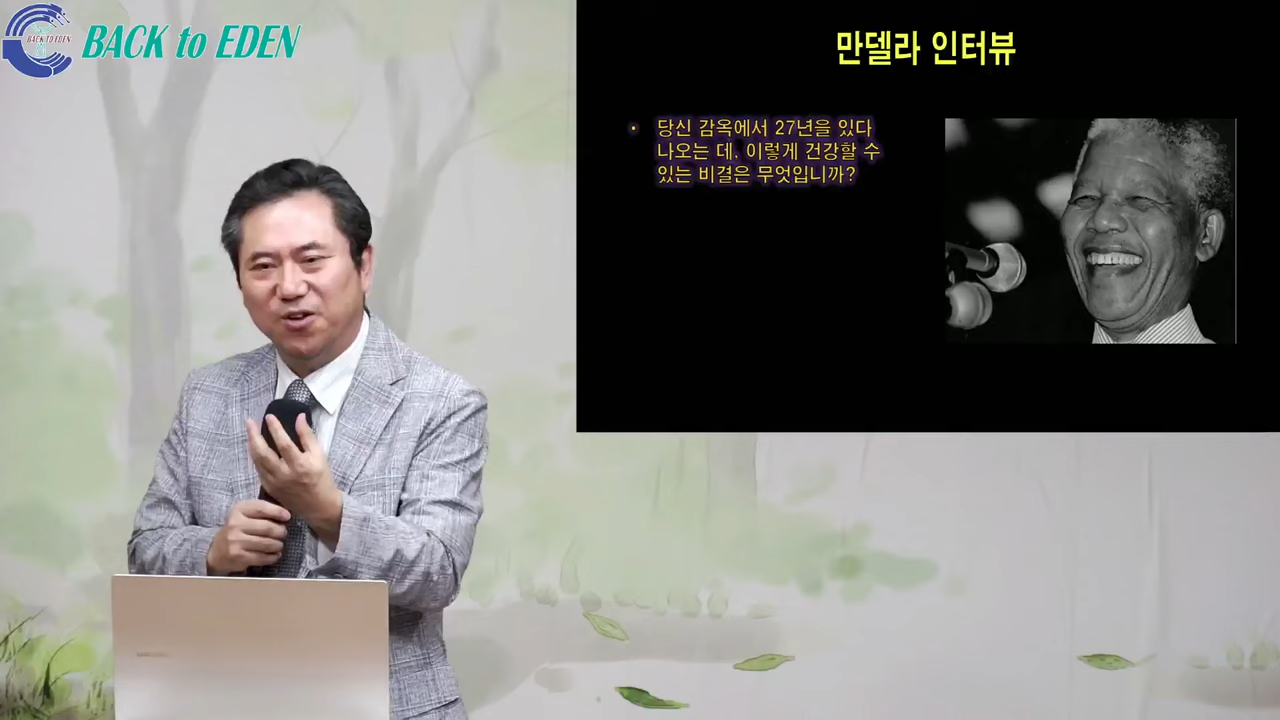 BACK TO EDEN
BACK to EDEN
만델라 인터뷰
• 당신 감옥에서 27년을 있다
나오는 데. 이렇게 건강할 수
있는 비결은 무엇입니까?